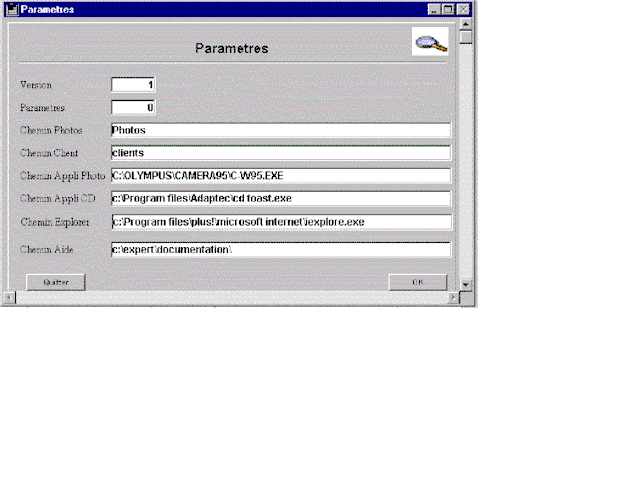 Parametres
Parametres
Version 1
Parametres 0
Chemin Photos Photos
Chemin Client clients
Chemin Appli Photo C:\OLYMPUS\CAMERA95\C-W95.EXE
Chemin Appli CD c:\Program files\Adaptec\cd toast.exe
Chemin Explorer c:\Program files\plus!\microsoft internet\iexplore.exe
Chemin Aide c:\expert\documentation\
Quitter OK